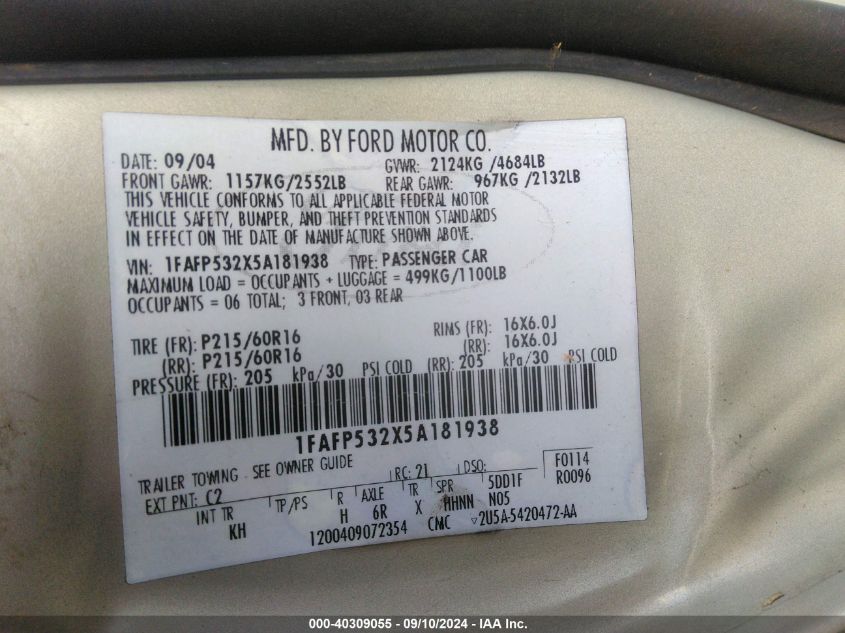 MFD. BY FORD MOTOR CO.
DATE: 09/04 GVWR: 2124KG /4684LB
FRONT GAWR: 1157KG/2552LB REAR GAWR: 967KG /2132LB
THIS VEHICLE CONFORMS TO ALL APPLICABLE FEDERAL MOTOR
VEHICLE SAFETY, BUMPER, AND THEFT PREVENTION STANDARDS
IN EFFECT ON THE DATE OF MANUFACTURE SHOWN ABOVE.
VIN: 1FAFP532X5A181938 TYPE: PASSENGER CAR
MAXIMUM LOAD = OCCUPANTS + LUGGAGE = 499KG/1100LB
OCCUPANTS = 06 TOTAL; 3 FRONT, 03 REAR
TIRE (FR): P215/60R16 RIMS (FR): 16X6.0J
(RR): P215/60R16 (RR): 16X6.0J
PRESSURE (FR): 205 kPa/30 PSI COLD (RR): 205 kPa/30 PSI COLD
1FAFP532X5A181938
TRAILER TOWING - SEE OWNER GUIDE RC: 21 DSO: F0114
EXT PNT: C2 R0096
INT TR TP/PS R AXLE TR SPR 5DD1F
KH H 6R X HHNN N05
1200409072354 CMC ▽2U5A-5420472-AA
000-40309055 - 09/10/2024 - IAA Inc.